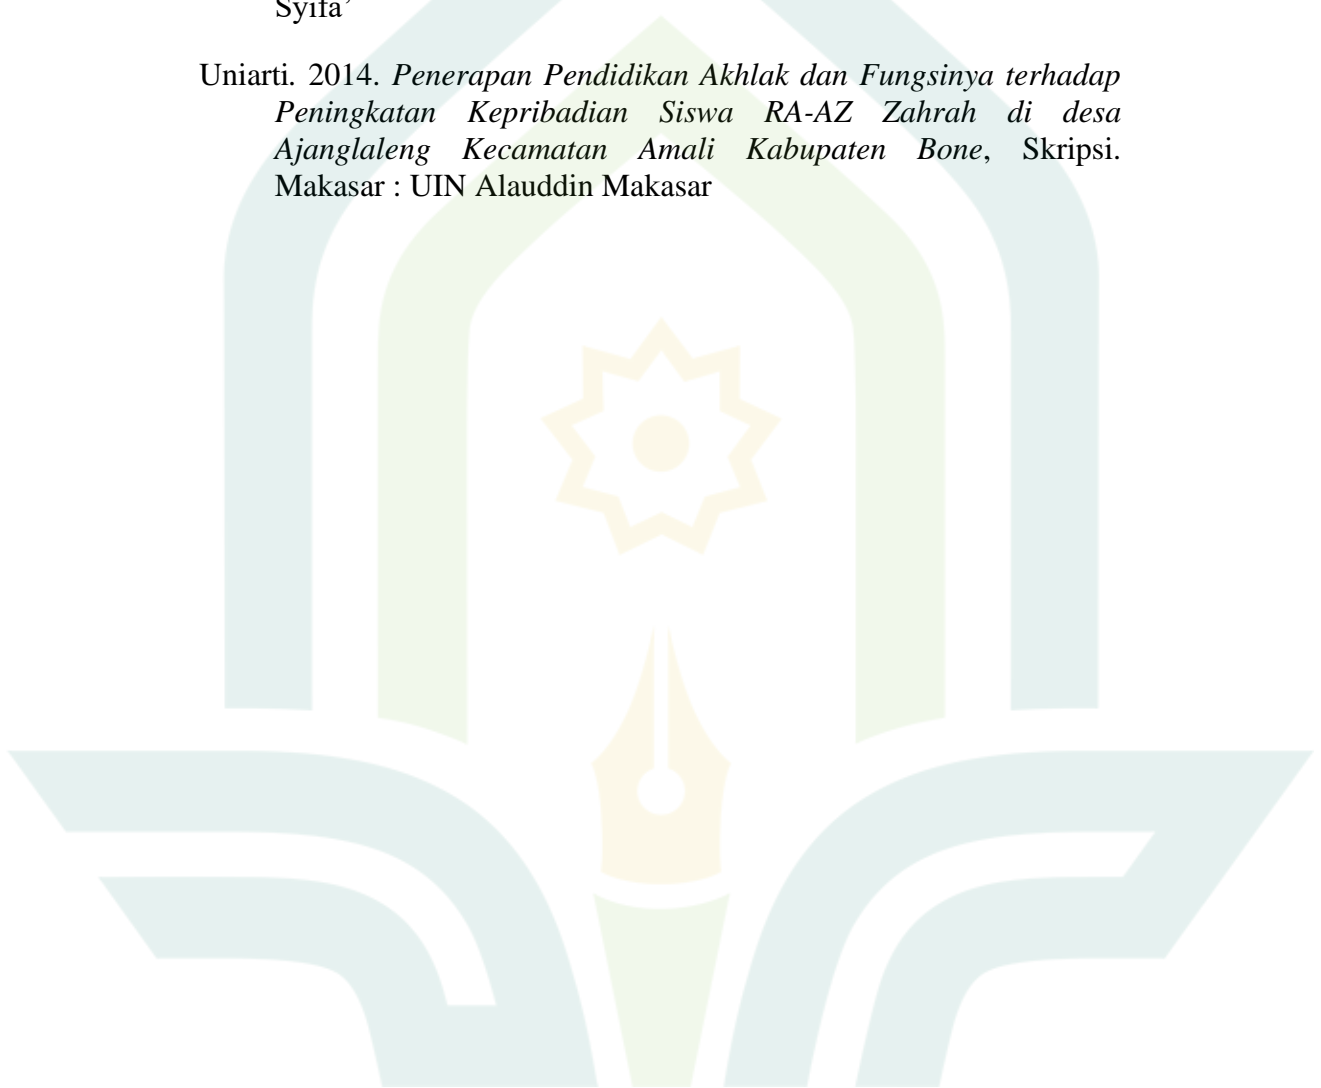 Syifa’
Uniarti. 2014. Penerapan Pendidikan Akhlak dan Fungsinya terhadap
Peningkatan Kepribadian Siswa RA-AZ Zahrah di desa
Ajanglaleng Kecamatan Amali Kabupaten Bone, Skripsi.
Makasar : UIN Alauddin Makasar